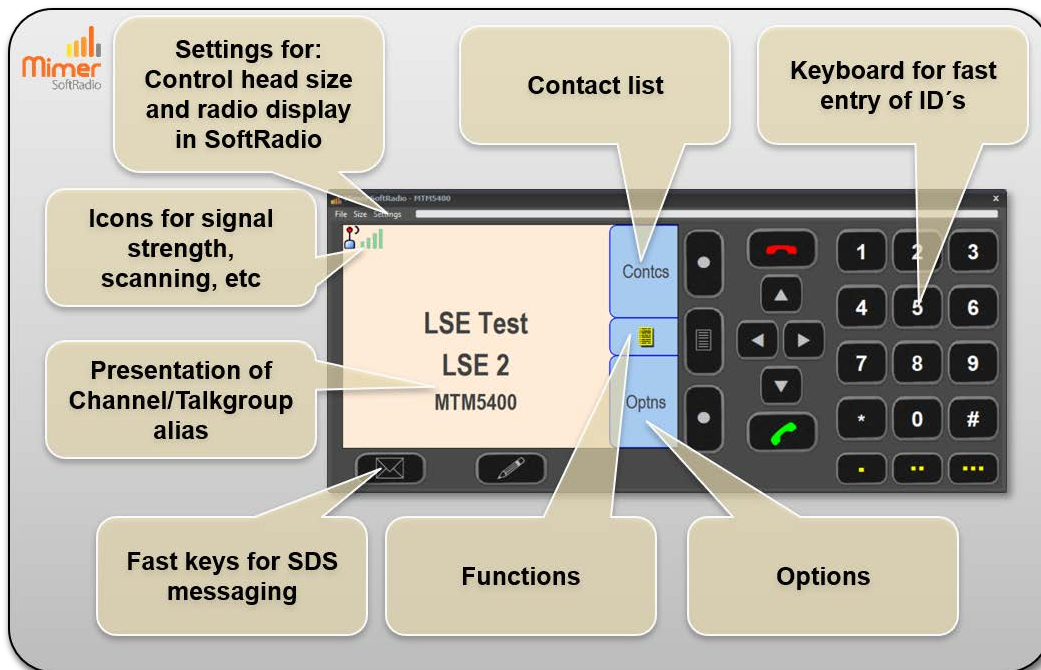 Mimer
SoftRadio
Settings for:
Control head size
and radio display
in SoftRadio
Contact list
Keyboard for fast
entry of ID´s
Icons for signal
strength,
scanning, etc
Presentation of
Channel/Talkgroup
alias
SoftRadio - MTM5400
x
File Size Settings
Contcs
LSE Test
LSE 2
MTM5400
Optns
1 2 3
4 5 6
7 8 9
* 0 #
Fast keys for SDS
messaging
Functions
Options